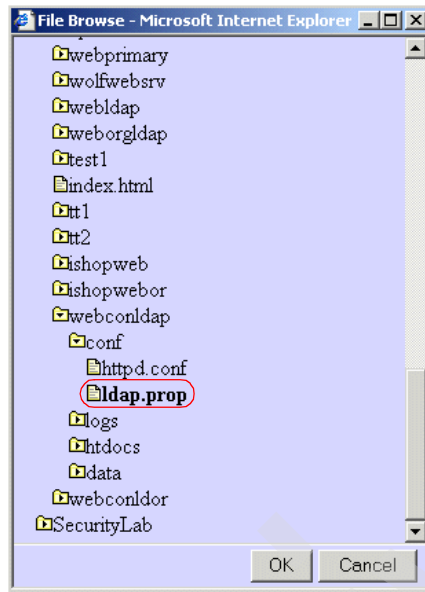 File Browse - Microsoft Internet Explorer
webprimary
wolfwebsrv
webldap
weborgldap
test1
index.html
tt1
tt2
ishopweb
ishopwebor
webconldap
conf
httpd.conf
ldap.prop
logs
htdocs
data
webconldor
SecurityLab
OK
Cancel